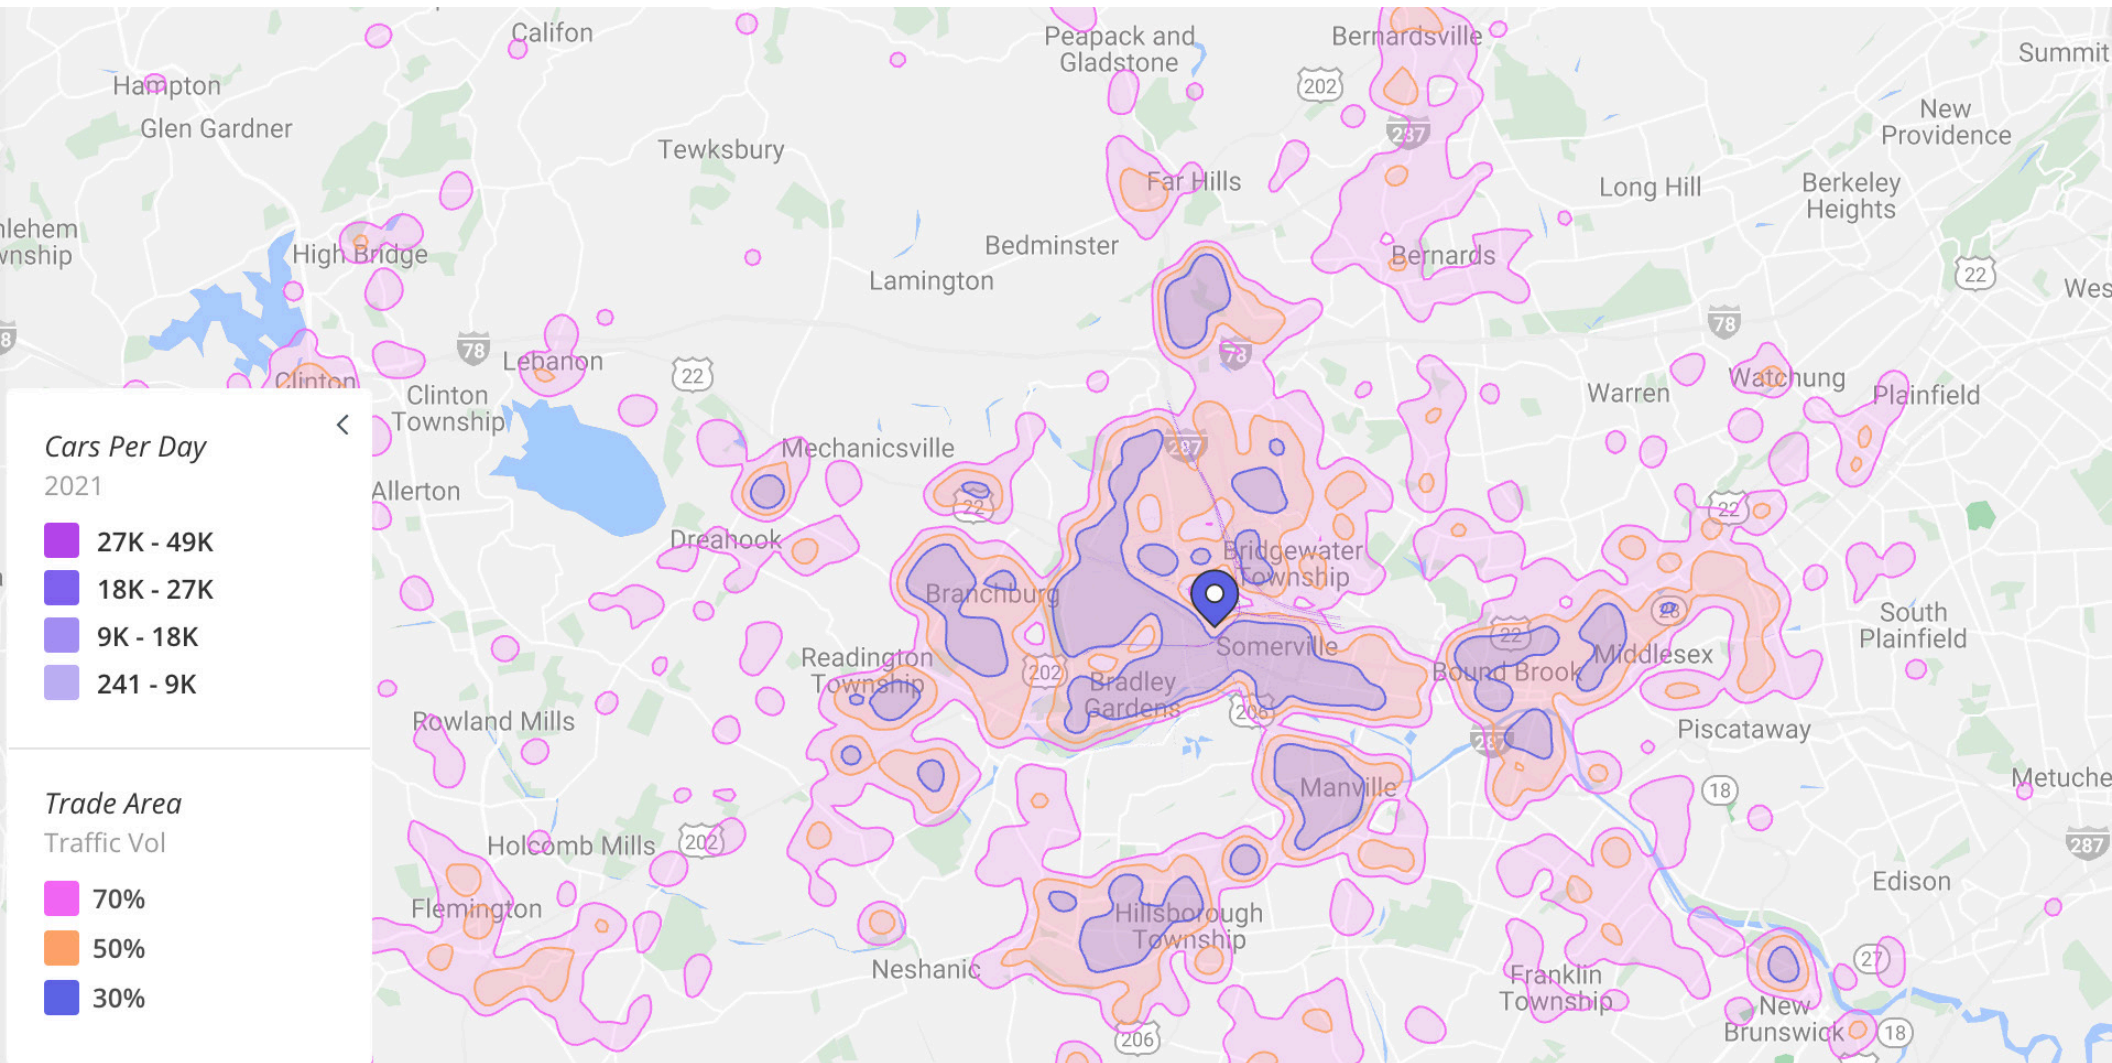 Califon
Peapack and
Gladstone
Bernardsville
Summit
Hampton
202
New
Providence
Glen Gardner
287
Tewksbury
Far Hills
Long Hill
Berkeley
Heights
hlehem
wnship
High Bridge
Bedminster
Bernards
Lamington
22
Wes
8
78
78
78
Lebanon
22
Clinton
Clinton
Township
Warren
Watchung
Plainfield
Mechanicsville
287
Allerton
22
22
Dreahook
Bridgewater
Township
Branchburg
28
South
Plainfield
22
Somerville
Middlesex
Readington
Township
202
Bradley
Gardens
Bound Brook
206
Rowland Mills
287
Piscataway
Manville
18
Metuche
Holcomb Mills
202
287
Flemington
Hillsborough
Township
Edison
Neshanic
Franklin
Township
27
New
Brunswick
18
206
Cars Per Day
2021
27K - 49K
18K - 27K
9K - 18K
241 - 9K
Trade Area
Traffic Vol
70%
50%
30%